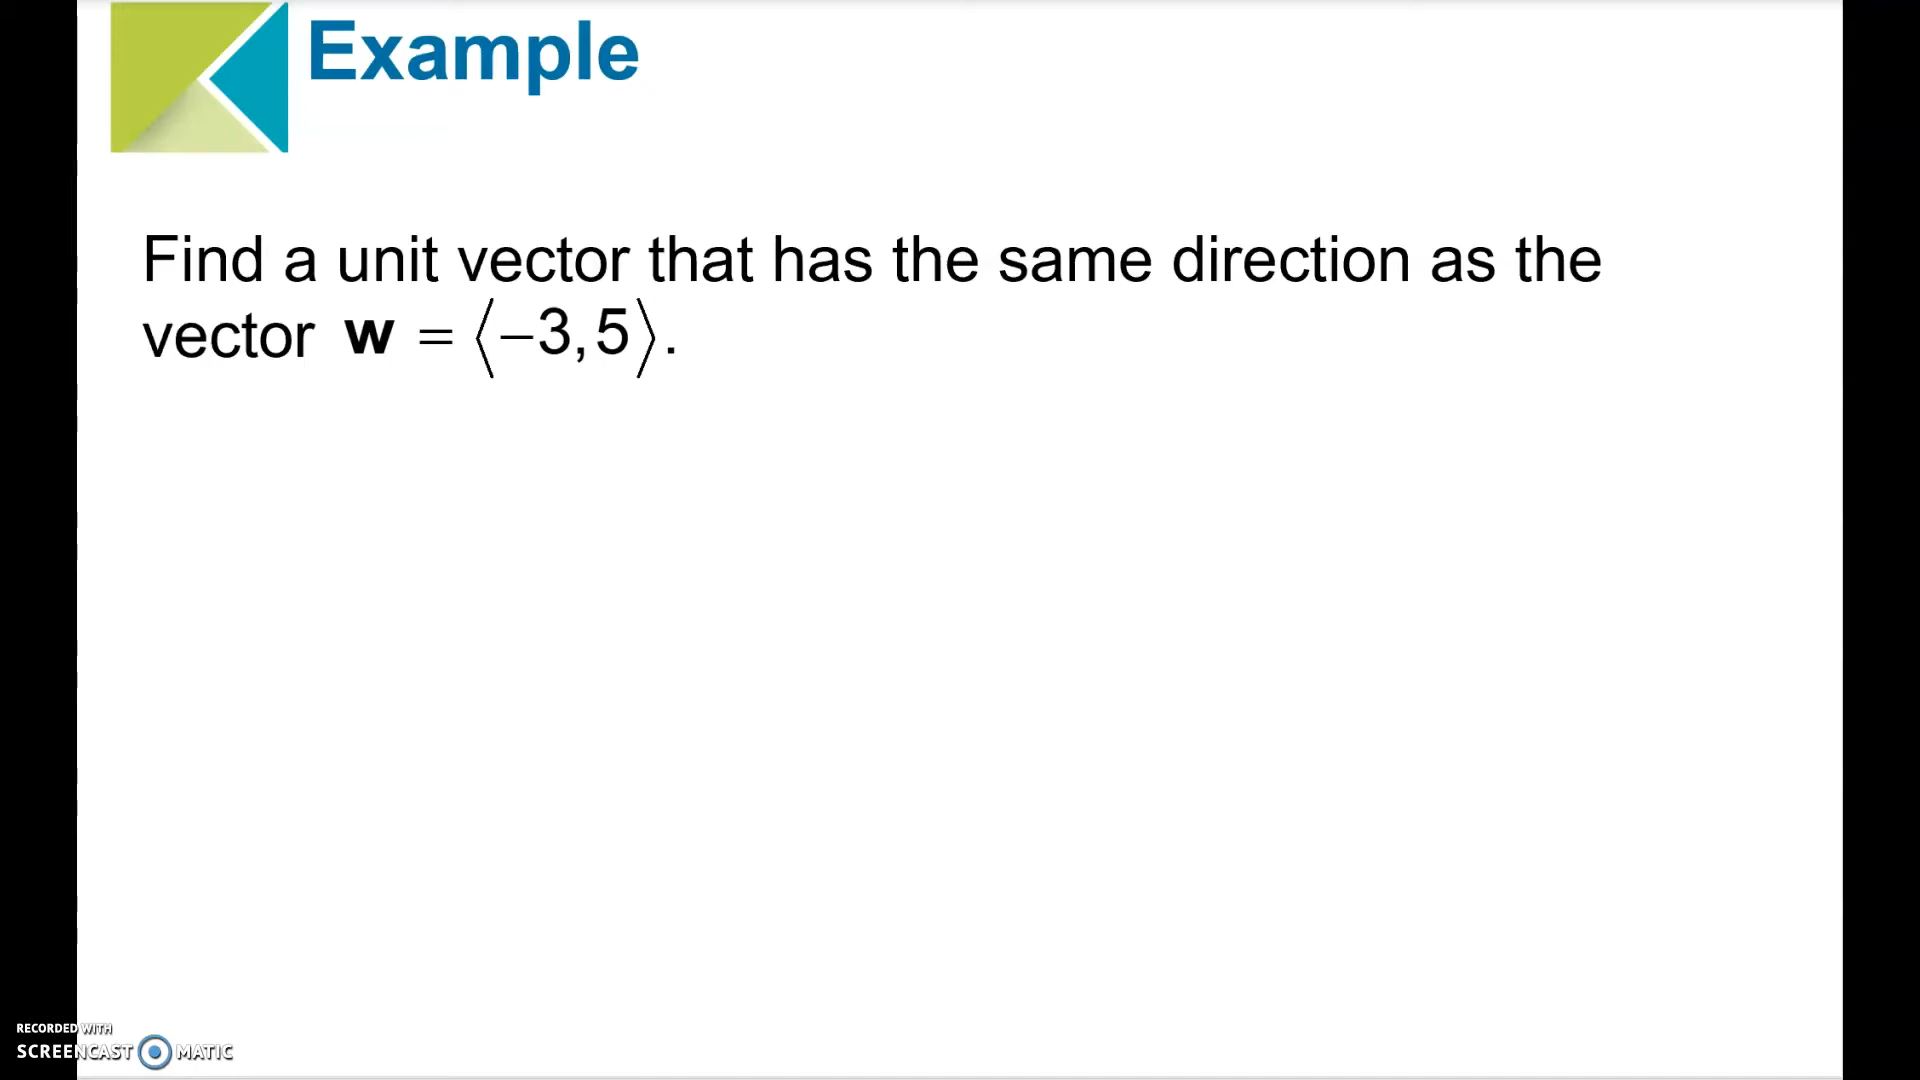 Example
Find a unit vector that has the same direction as the
vector w = ⟨−3,5⟩.
RECORDED WITH
SCREENCAST MATIC